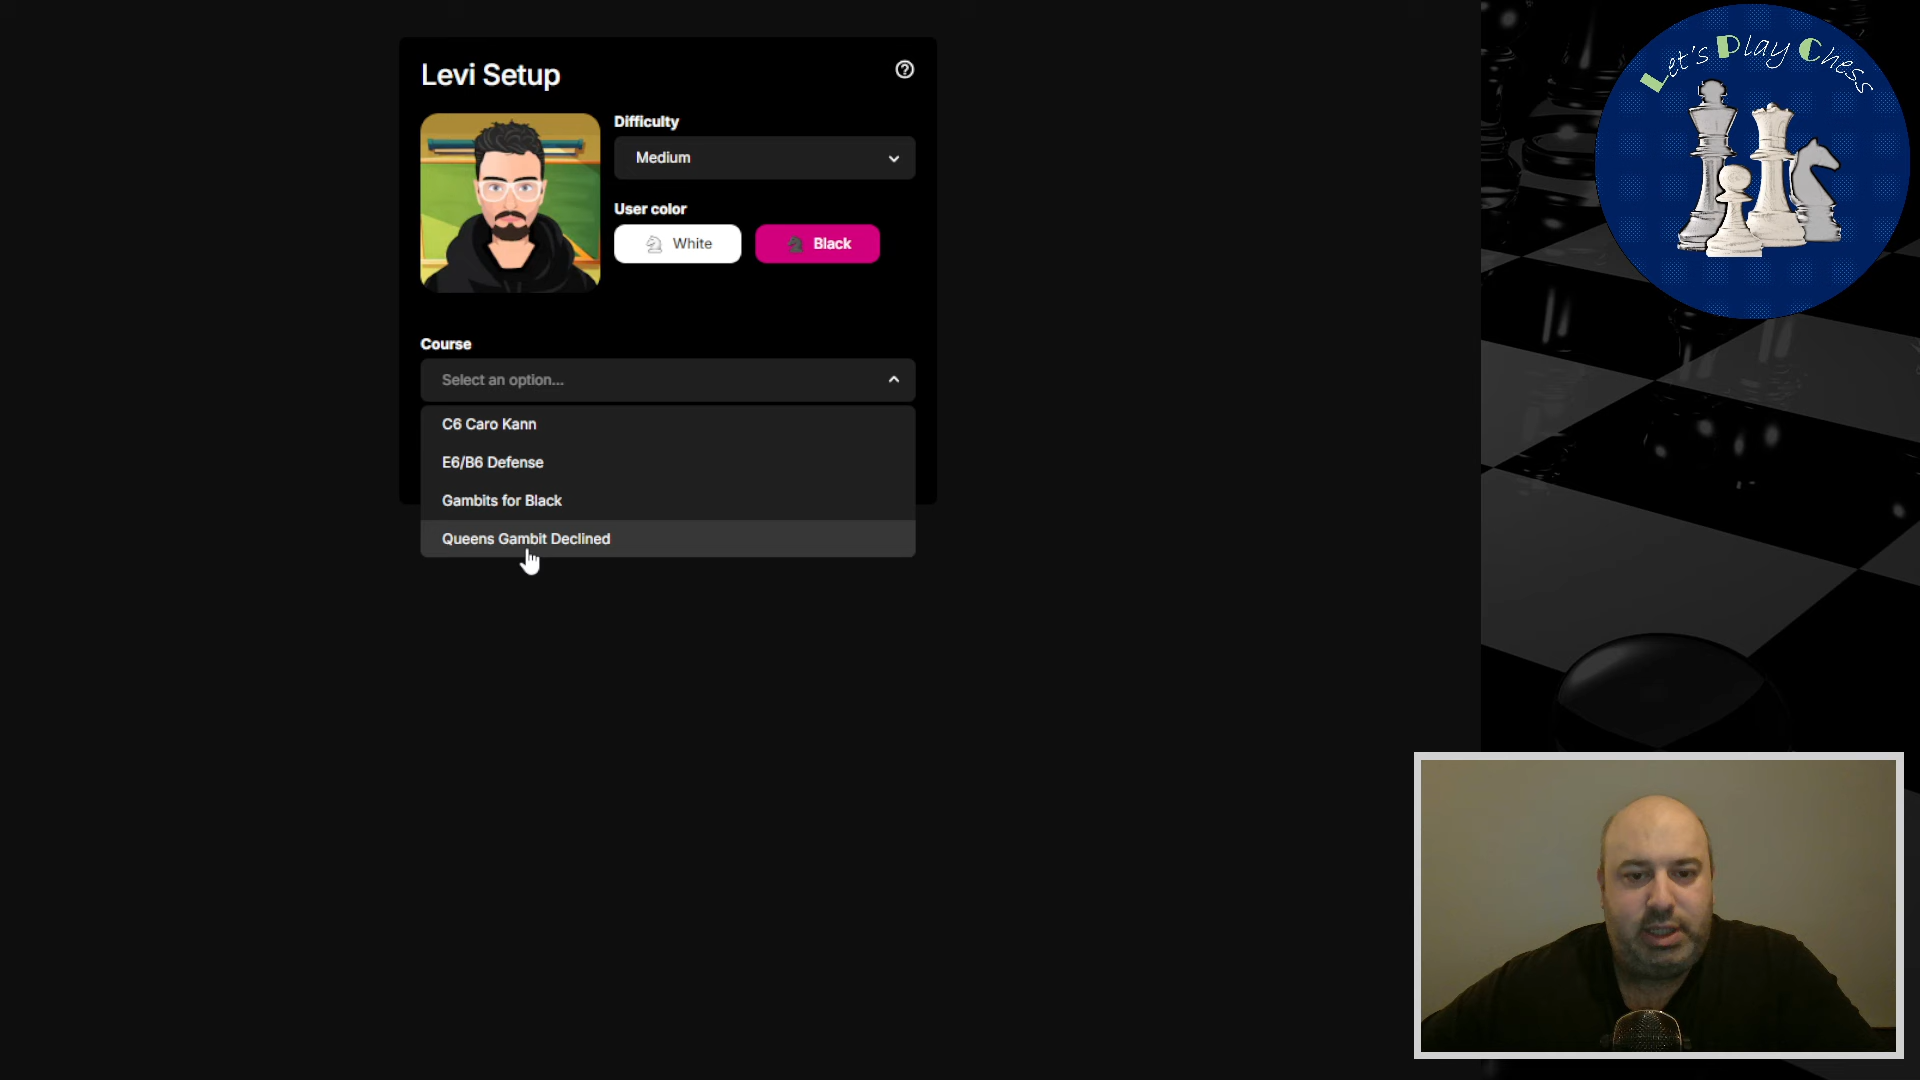 Levi Setup
Difficulty
Medium
User color
White
Black
Course
Select an option...
C6 Caro Kann
E6/B6 Defense
Gambits for Black
Queens Gambit Declined
Let's Play Chess